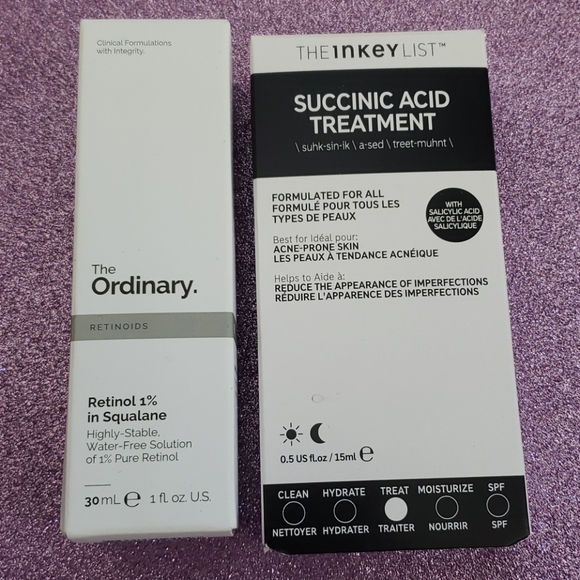 Clinical Formulations
with Integrity.
The
Ordinary.
RETINOIDS
Retinol 1%
in Squalane
Highly-Stable,
Water-Free Solution
of 1% Pure Retinol
30 mL ℮ 1 fl. oz. U.S.
THE INKEY LIST™
SUCCINIC ACID
TREATMENT
\ suhk-sin-ik \ a-sed \ treet-muhnt \
FORMULATED FOR ALL
FORMULÉ POUR TOUS LES
TYPES DE PEAUX
WITH
SALICYLIC ACID
AVEC DE L'ACIDE
SALICYLIQUE
Best for Idéal pour:
ACNE-PRONE SKIN
LES PEAUX À TENDANCE ACNÉIQUE
Helps to Aide à:
REDUCE THE APPEARANCE OF IMPERFECTIONS
RÉDUIRE L'APPARENCE DES IMPERFECTIONS
0.5 US fl.oz / 15ml ℮
CLEAN HYDRATE TREAT MOISTURIZE SPF
NETTOYER HYDRATER TRAITER NOURRIR SPF